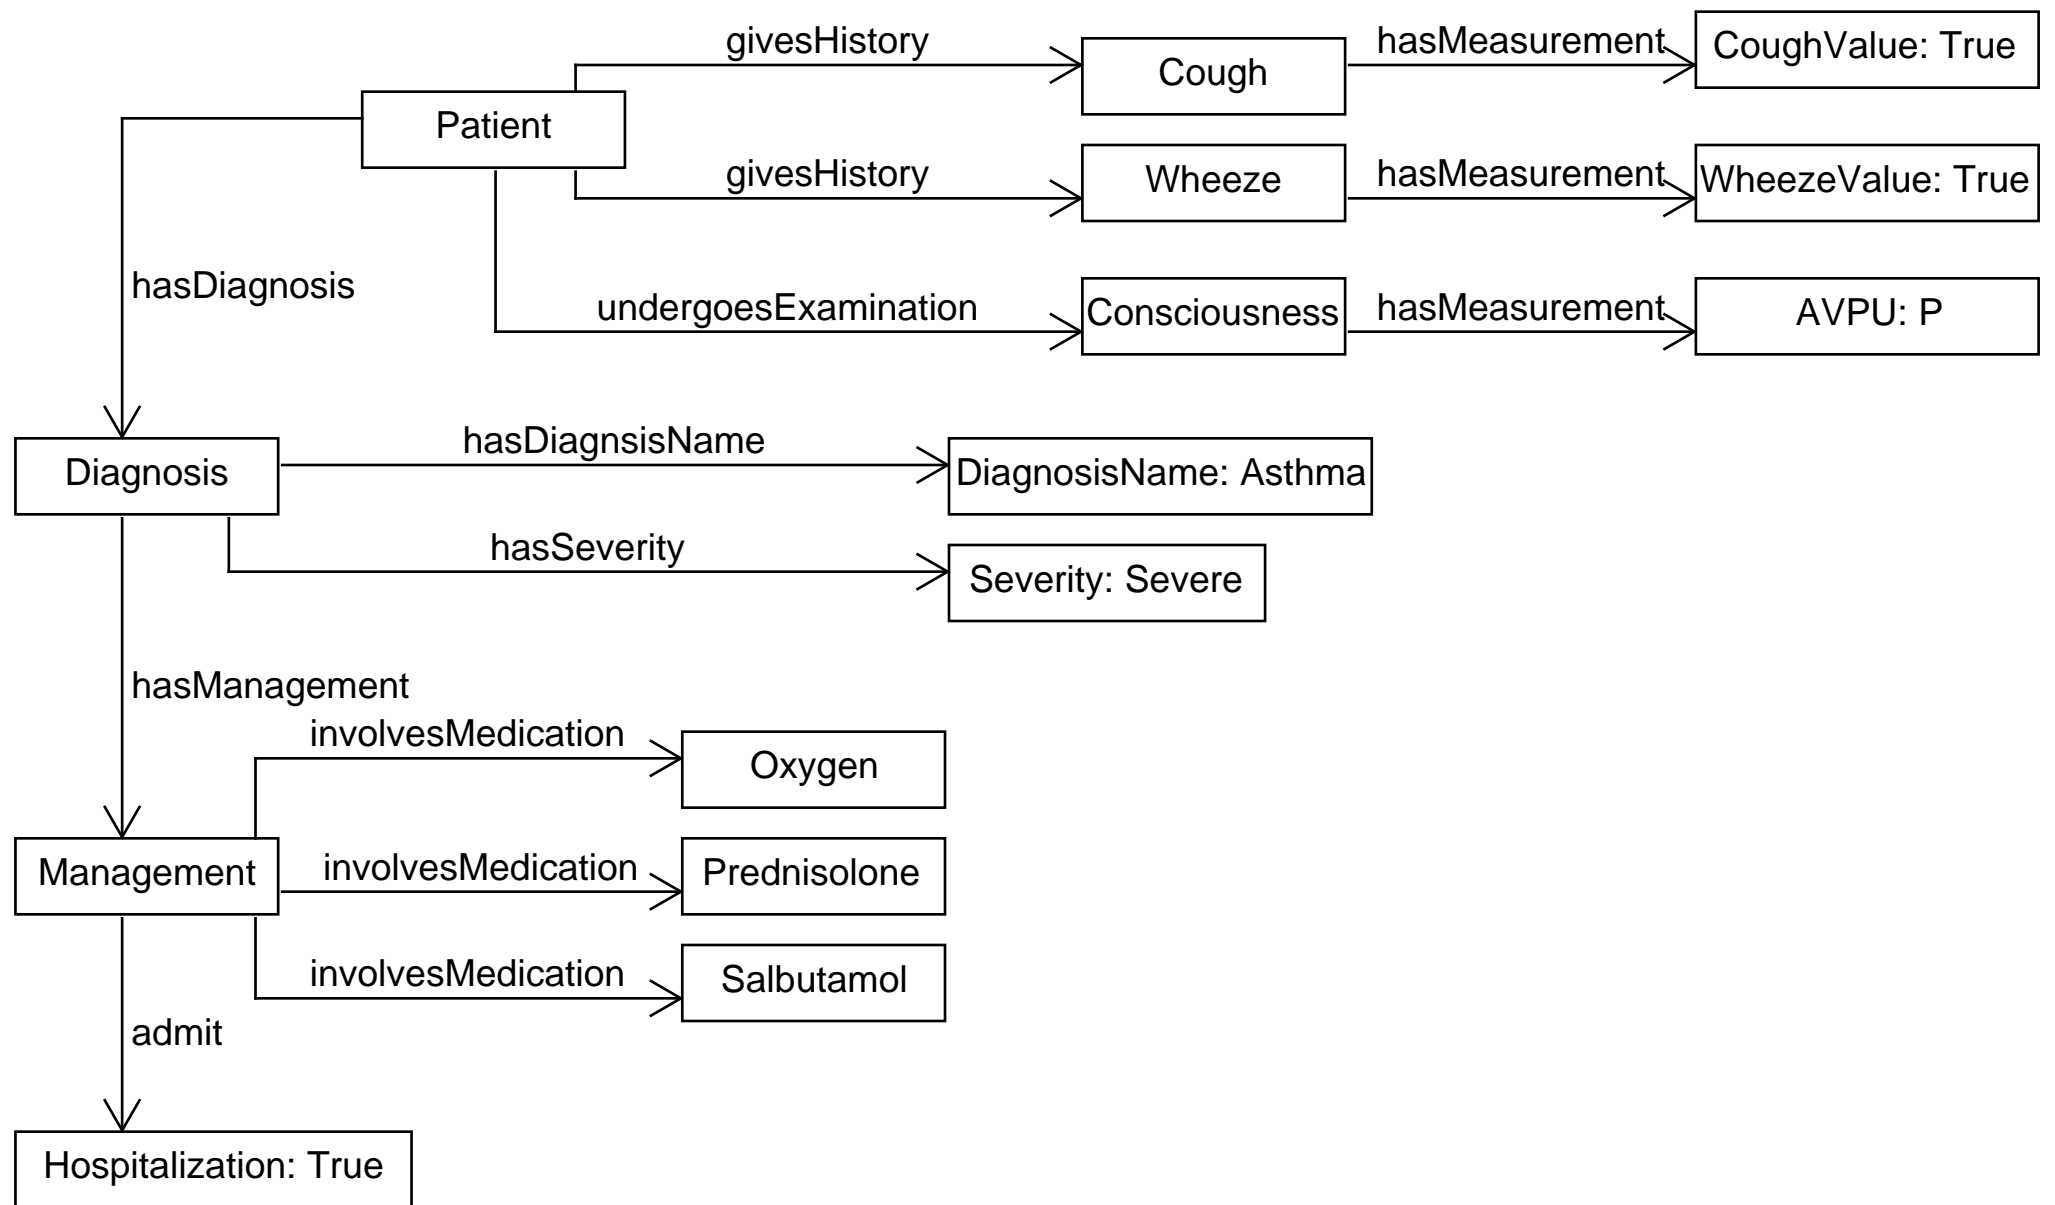 givesHistory
Cough
hasMeasurement
CoughValue: True
Patient
givesHistory
Wheeze
hasMeasurement
WheezeValue: True
hasDiagnosis
undergoesExamination
Consciousness
hasMeasurement
AVPU: P
Diagnosis
hasDiagnsisName
DiagnosisName: Asthma
hasSeverity
Severity: Severe
hasManagement
involvesMedication
Oxygen
Management
involvesMedication
Prednisolone
involvesMedication
Salbutamol
admit
Hospitalization: True